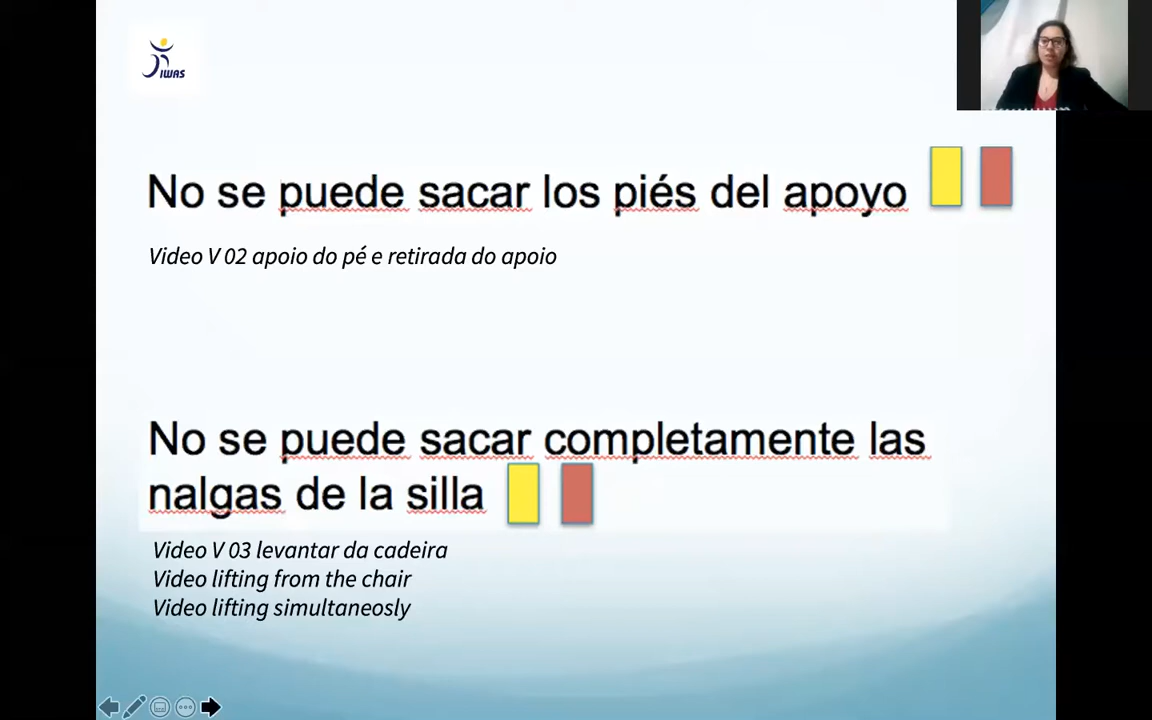 IWAS
No se puede sacar los piés del apoyo
Video V 02 apoio do pé e retirada do apoio
No se puede sacar completamente las
nalgas de la silla
Video V 03 levantar da cadeira
Video lifting from the chair
Video lifting simultaneosly